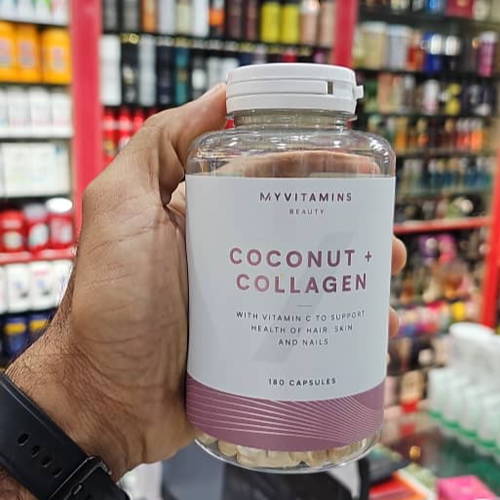 MYVITAMINS
BEAUTY
COCONUT +
COLLAGEN
WITH VITAMIN C TO SUPPORT
HEALTH OF HAIR SKIN
AND NAILS
180 CAPSULES